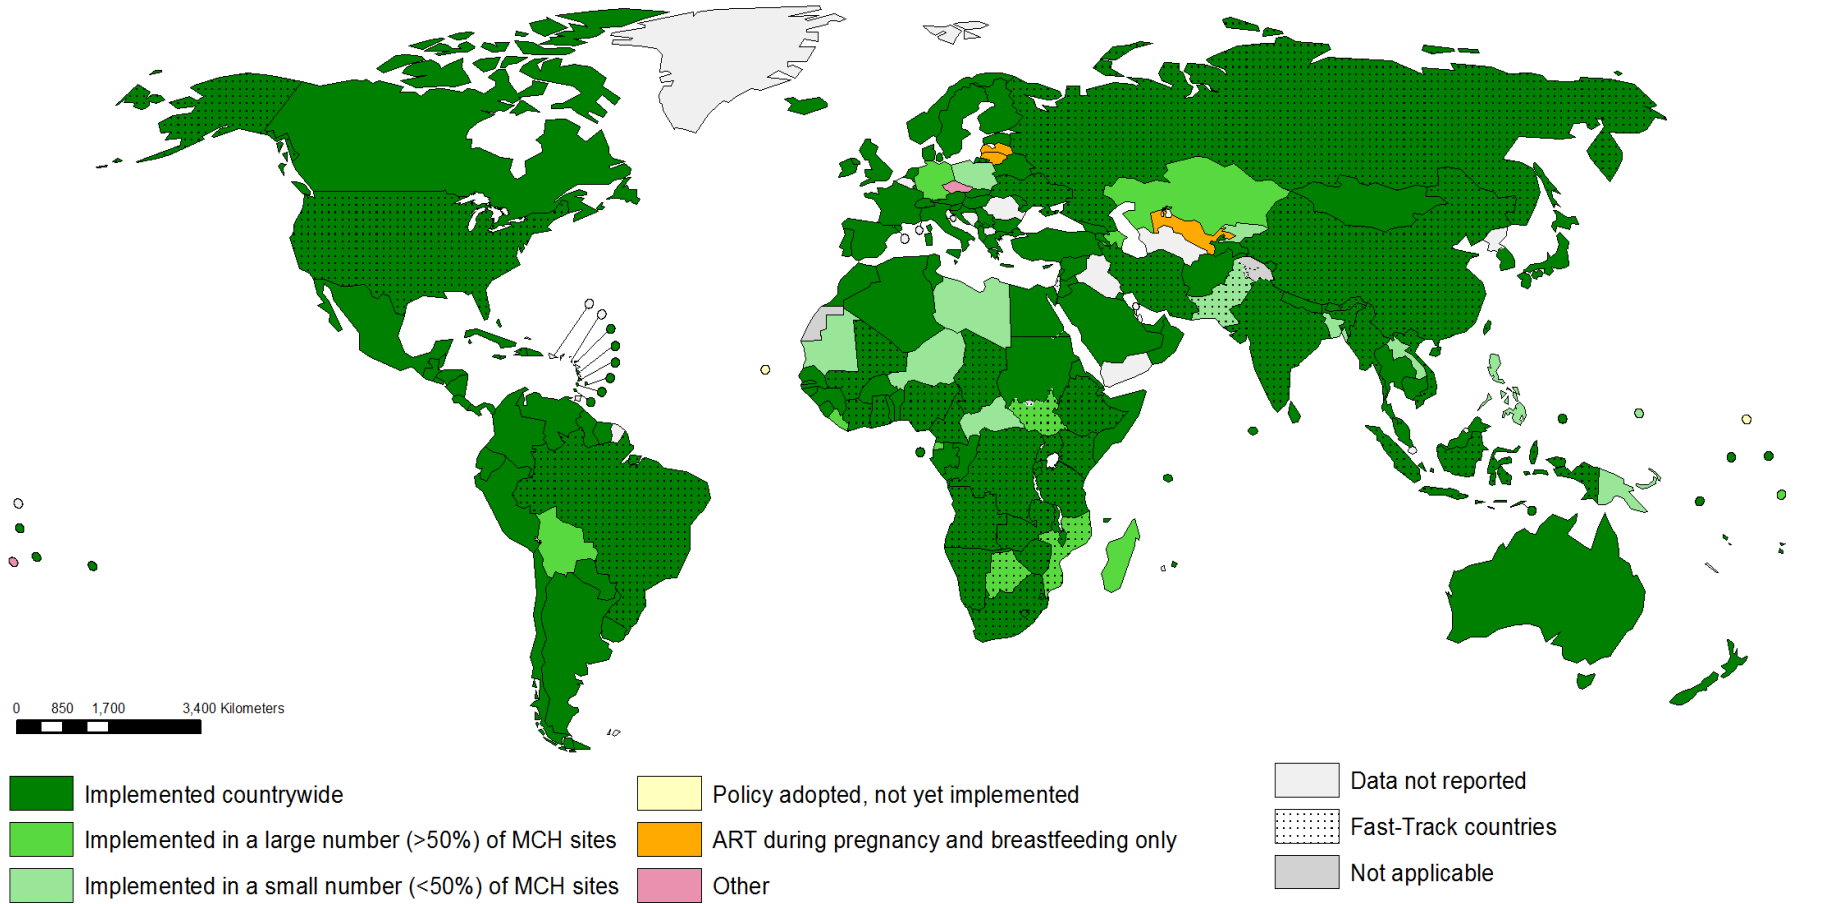 0 850 1,700 3,400 Kilometers
Implemented countrywide
Implemented in a large number (>50%) of MCH sites
Implemented in a small number (<50%) of MCH sites
Policy adopted, not yet implemented
ART during pregnancy and breastfeeding only
Other
Data not reported
Fast-Track countries
Not applicable